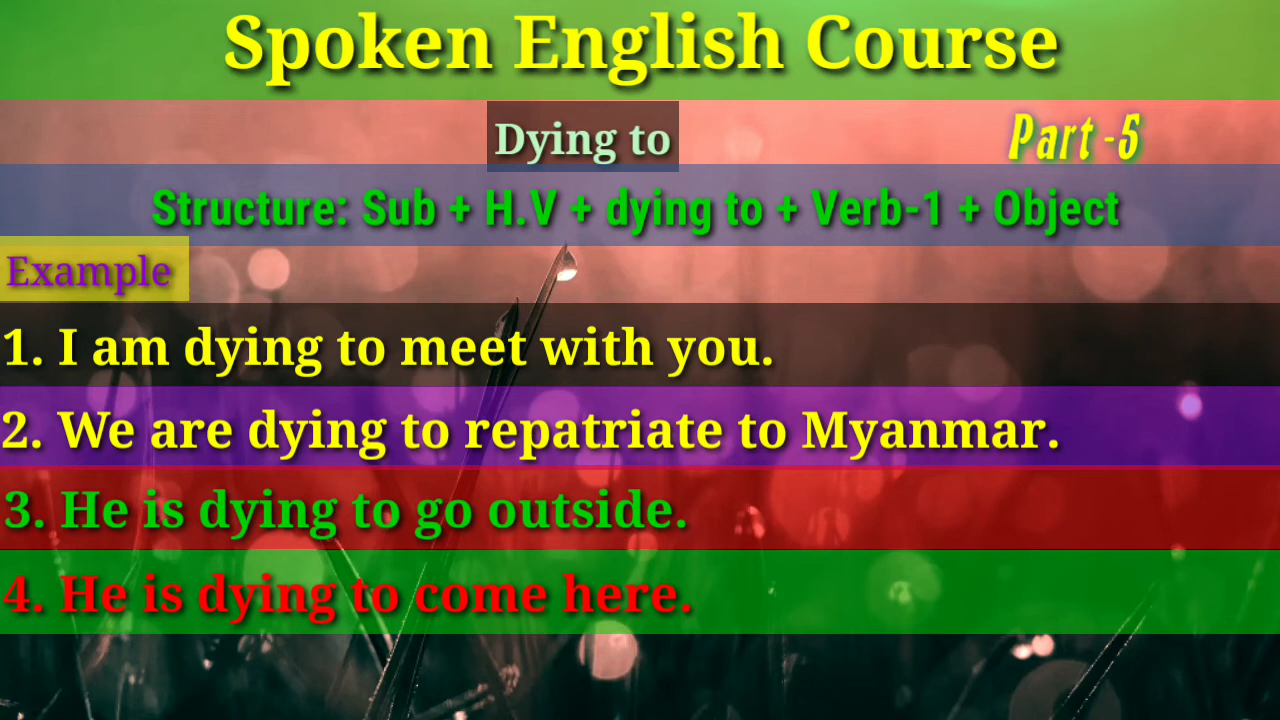 Spoken English Course
Dying to
Part -5
Structure: Sub + H.V + dying to + Verb-1 + Object
Example
1. I am dying to meet with you.
2. We are dying to repatriate to Myanmar.
3. He is dying to go outside.
4. He is dying to come here.